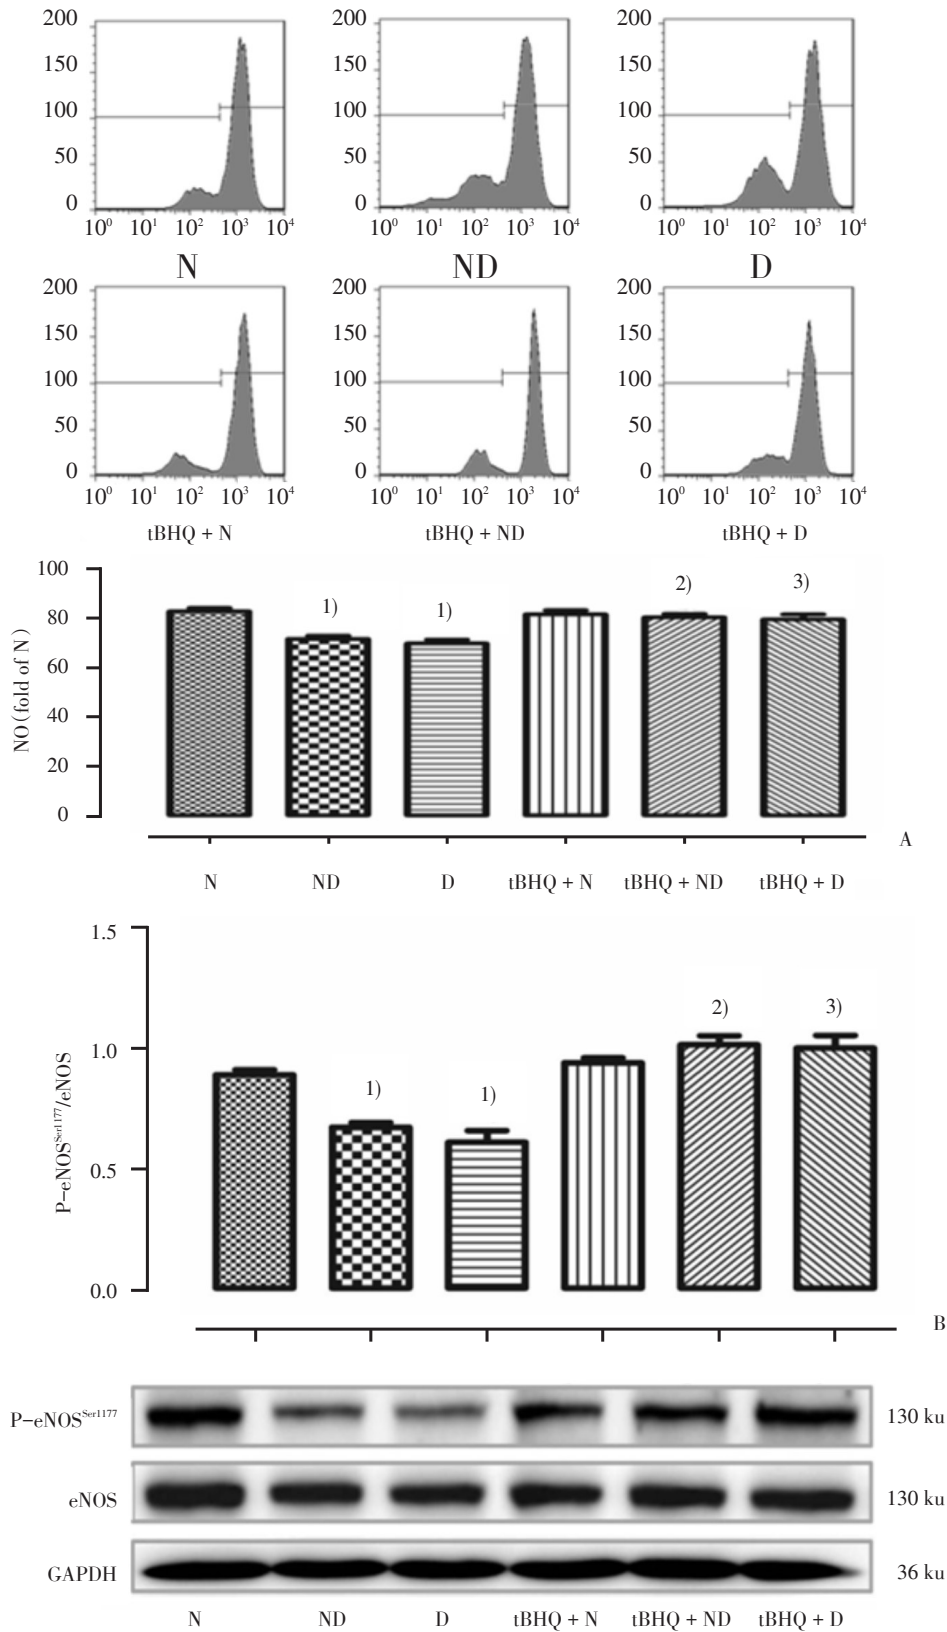 200 200 200
150 150 150
100 100 100
50 50 50
0 0 0
10⁰ 10¹ 10² 10³ 10⁴ 10⁰ 10¹ 10² 10³ 10⁴ 10⁰ 10¹ 10² 10³ 10⁴
N ND D
200 200 200
150 150 150
100 100 100
50 50 50
0 0 0
10⁰ 10¹ 10² 10³ 10⁴ 10⁰ 10¹ 10² 10³ 10⁴ 10⁰ 10¹ 10² 10³ 10⁴
tBHQ + N tBHQ + ND tBHQ + D
NO(fold of N)
100
80
60
40
20
0
1) 1) 2) 3)
A
N ND D tBHQ + N tBHQ + ND tBHQ + D
P-eNOS^Ser1177/eNOS
1.5
1.0
0.5
0.0
1) 1) 2) 3)
B
P-eNOS^Ser1177 130 ku
eNOS 130 ku
GAPDH 36 ku
N ND D tBHQ + N tBHQ + ND tBHQ + D